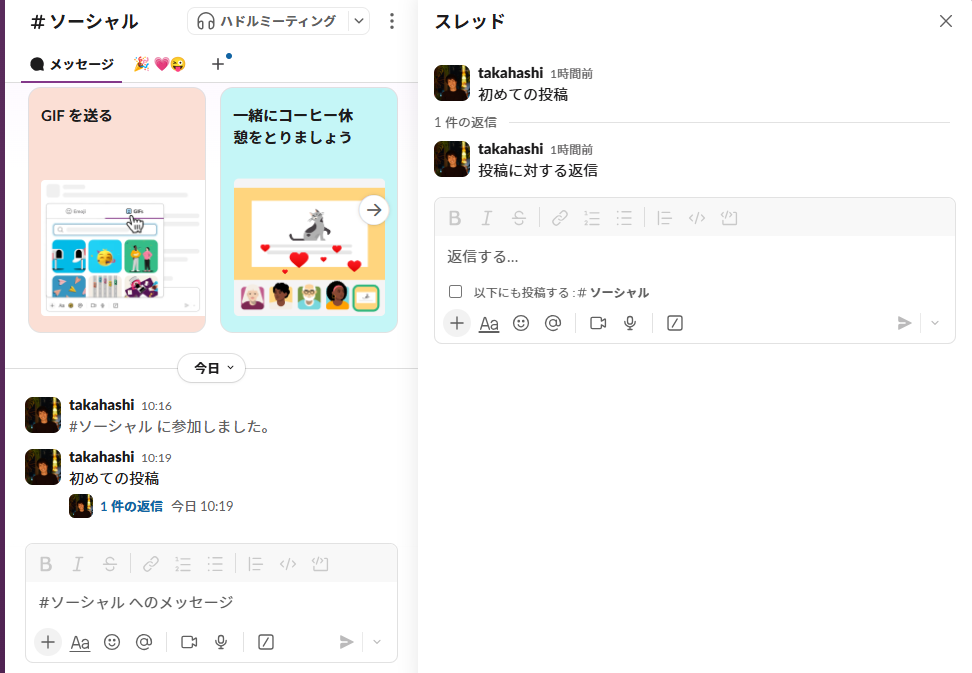 # ソーシャル
ハドルミーティング
メッセージ
GIF を送る
一緒にコーヒー休
憩をとりましょう
Emoji
GIFs
今日
takahashi 10:16
#ソーシャル に参加しました。
takahashi 10:19
初めての投稿
1 件の返信 今日 10:19
B I S
#ソーシャル へのメッセージ
Aa
スレッド
takahashi 1時間前
初めての投稿
1 件の返信
takahashi 1時間前
投稿に対する返信
B I S
返信する...
以下にも投稿する : # ソーシャル
Aa